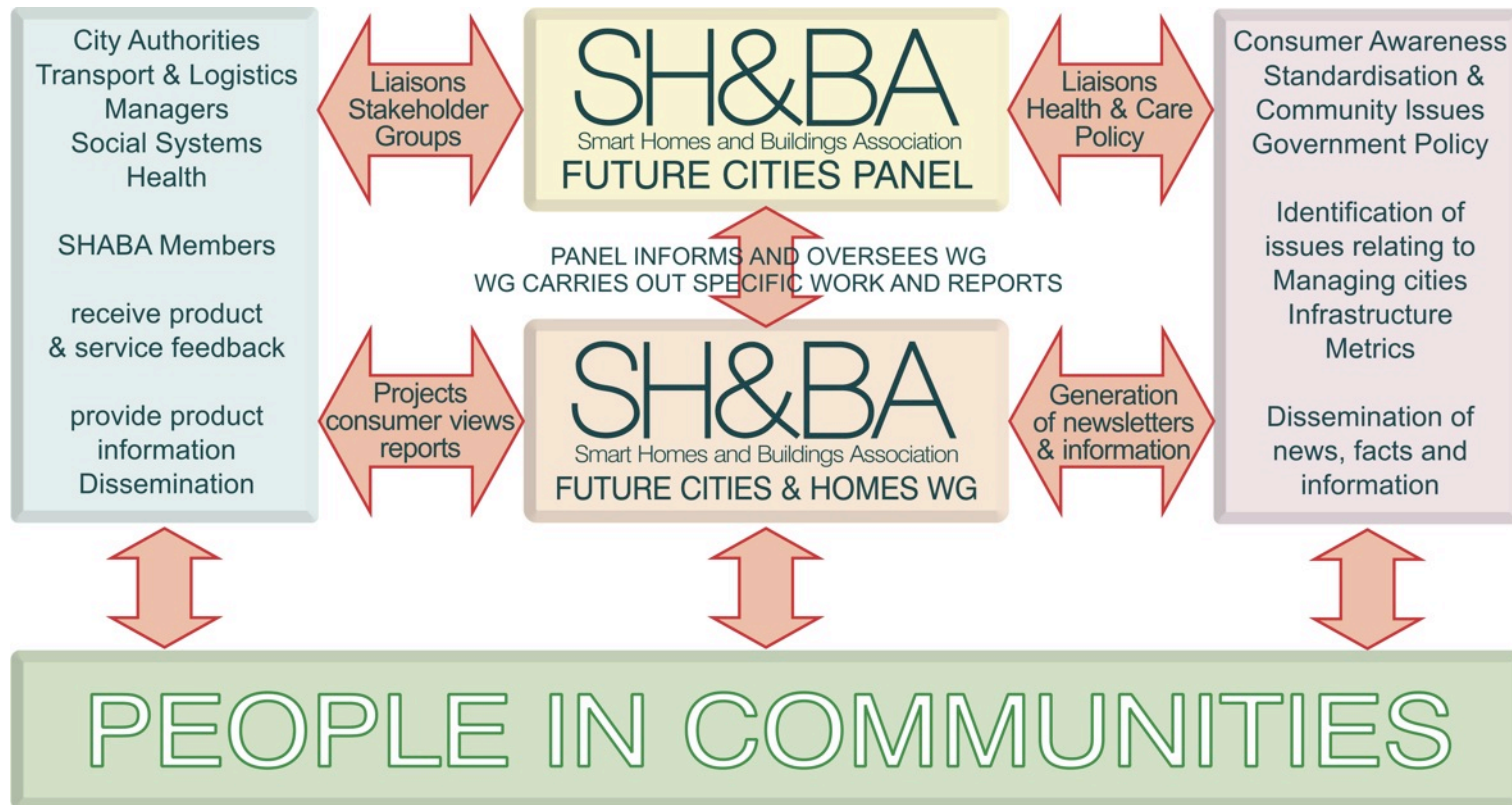 City Authorities
Transport & Logistics
Managers
Social Systems
Health
SHABA Members
receive product
& service feedback
provide product
information
Dissemination
Liaisons
Stakeholder
Groups
SH&BA
Smart Homes and Buildings Association
FUTURE CITIES PANEL
Liaisons
Health & Care
Policy
Consumer Awareness
Standardisation &
Community Issues
Government Policy
Identification of
issues relating to
Managing cities
Infrastructure
Metrics
Dissemination of
news, facts and
information
PANEL INFORMS AND OVERSEES WG
WG CARRIES OUT SPECIFIC WORK AND REPORTS
Projects
consumer views
reports
SH&BA
Smart Homes and Buildings Association
FUTURE CITIES & HOMES WG
Generation
of newsletters
& information
PEOPLE IN COMMUNITIES